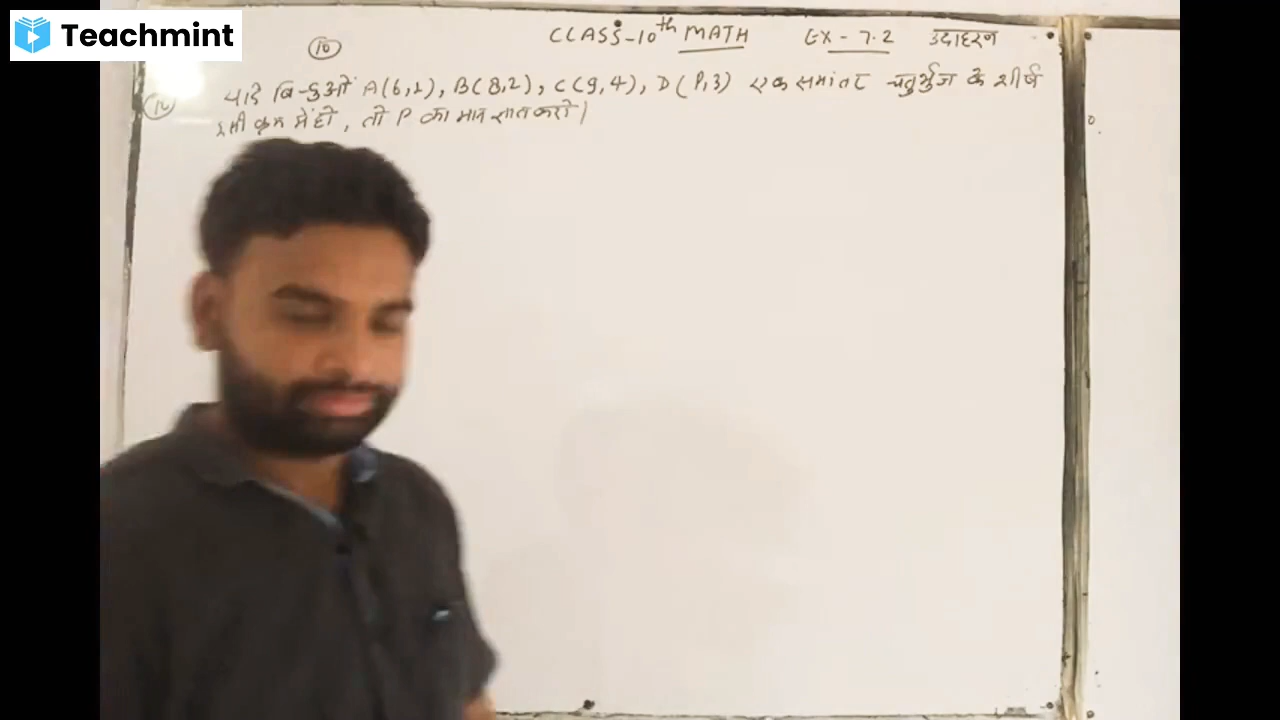 Teachmint
CLASS-10th MATH EX-7.2 उदाहरण
10
10 यदि बिन्दुओं A(6,1), B(8,2), C(9,4), D(P,3) एक समांतर चतुर्भुज के शीर्ष
इसी क्रम में हों, तो P का मान ज्ञात करो।